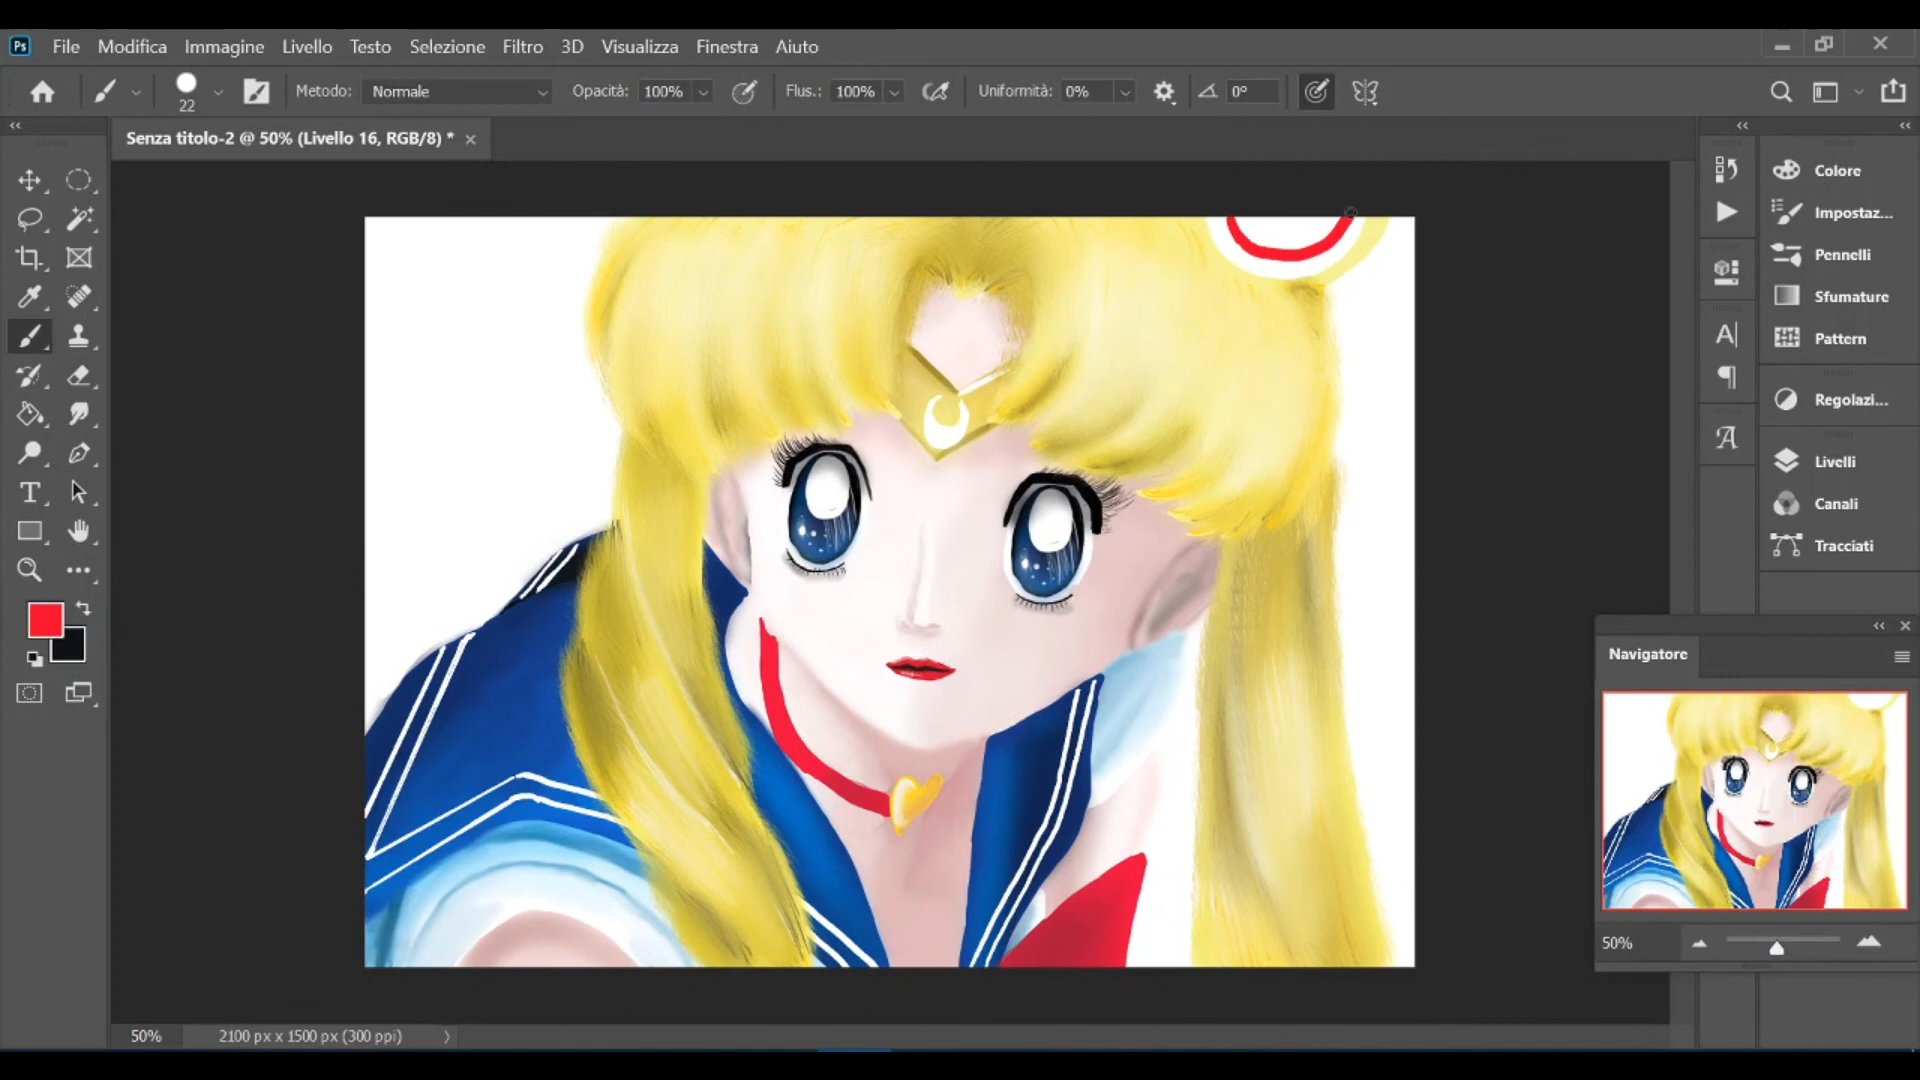 Ps File Modifica Immagine Livello Testo Selezione Filtro 3D Visualizza Finestra Aiuto
22 Metodo: Normale Opacità: 100% Flus.: 100% Uniformità: 0% 0°
Senza titolo-2 @ 50% (Livello 16, RGB/8) *
Colore
Impostaz...
Pennelli
Sfumature
Pattern
Regolazi...
Livelli
Canali
Tracciati
Navigatore
50%
50% 2100 px x 1500 px (300 ppi)